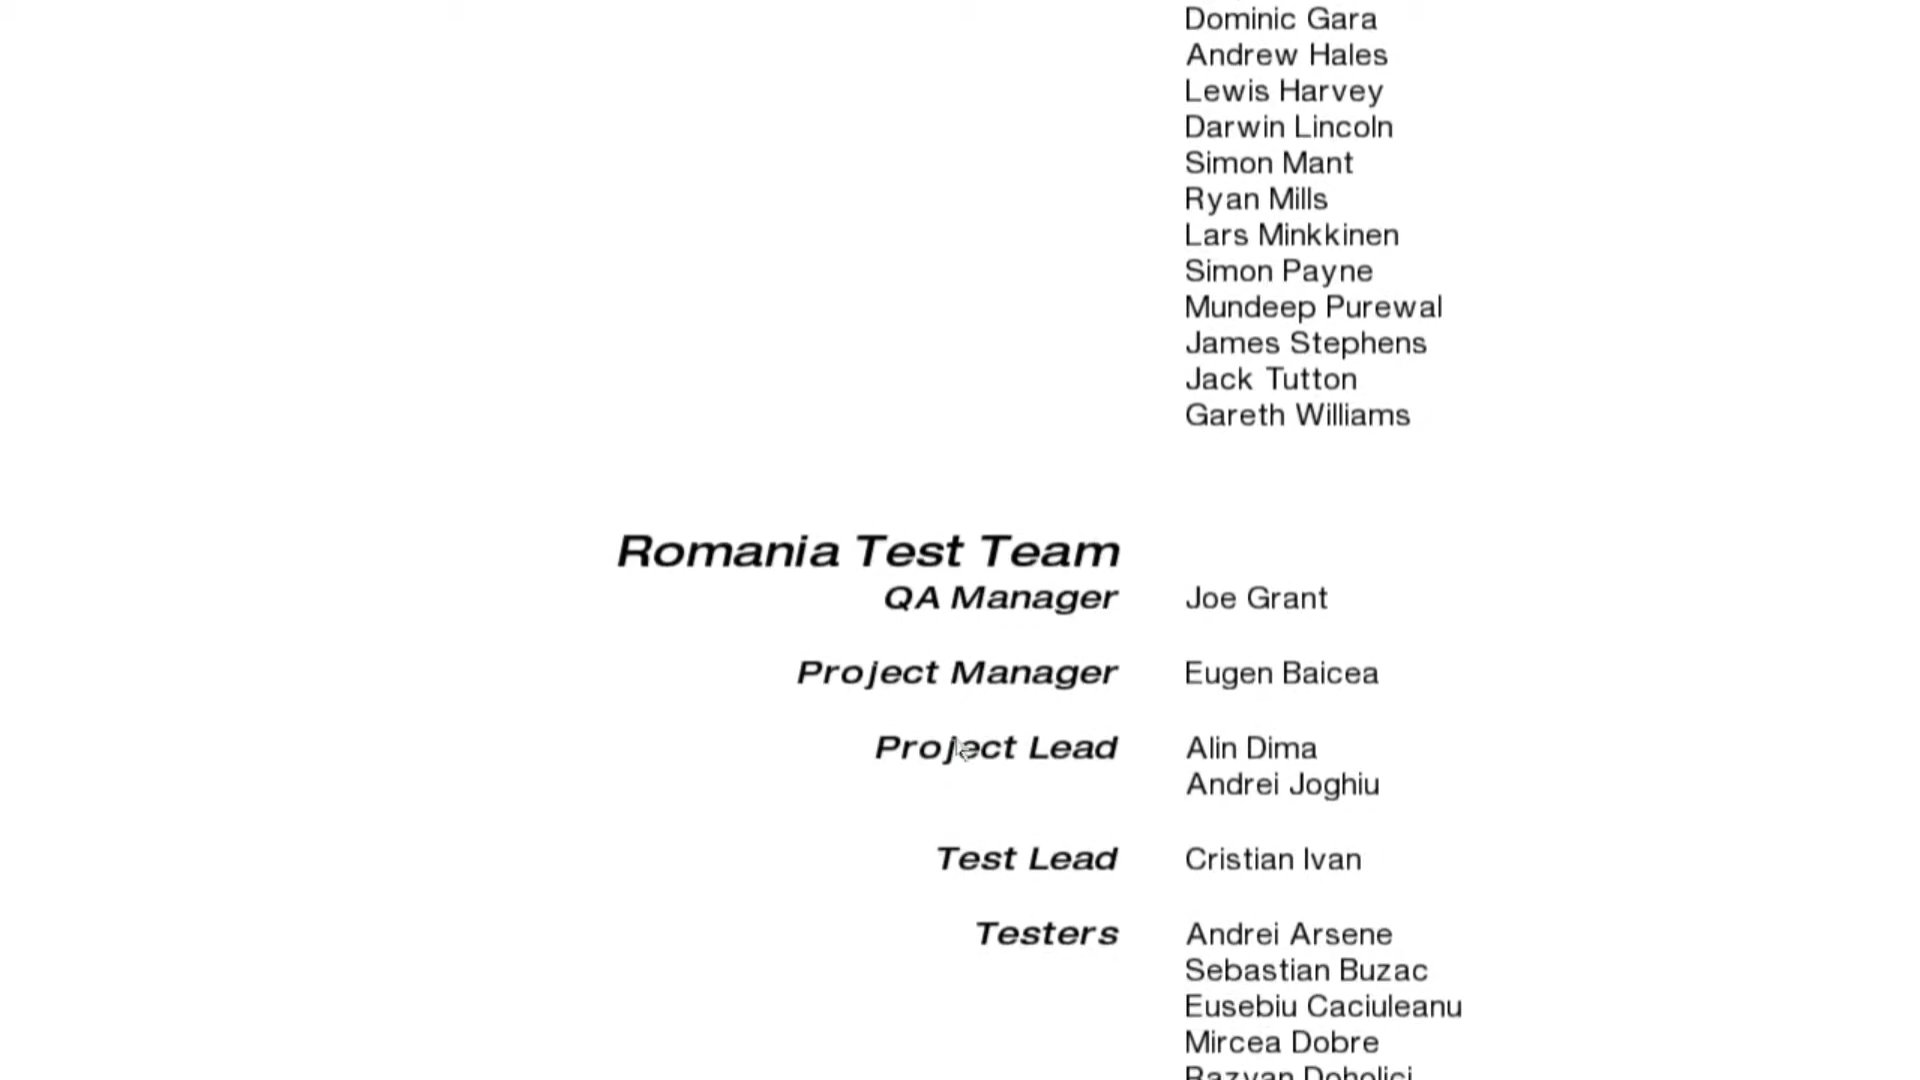 Dominic Gara
Andrew Hales
Lewis Harvey
Darwin Lincoln
Simon Mant
Ryan Mills
Lars Minkkinen
Simon Payne
Mundeep Purewal
James Stephens
Jack Tutton
Gareth Williams
Romania Test Team
QA Manager Joe Grant
Project Manager Eugen Baicea
Project Lead Alin Dima
Andrei Joghiu
Test Lead Cristian Ivan
Testers Andrei Arsene
Sebastian Buzac
Eusebiu Caciuleanu
Mircea Dobre
Razvan Doholici